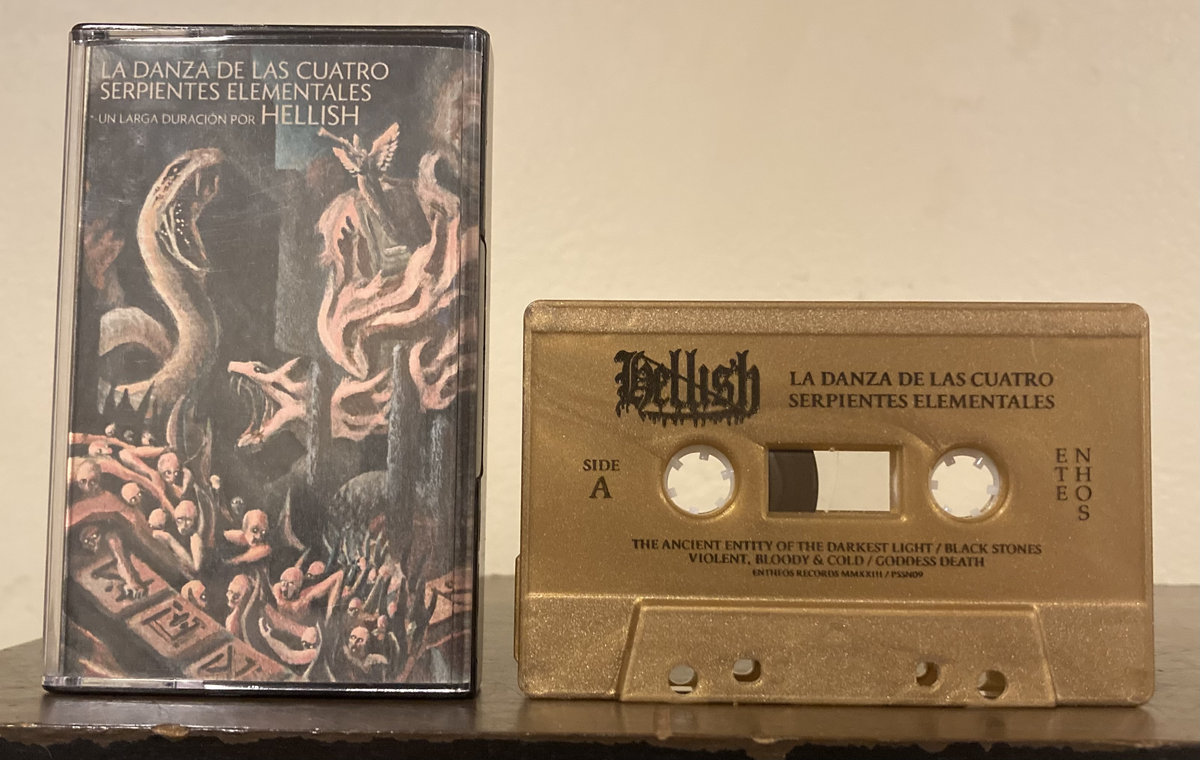 LA DANZA DE LAS CUATRO
SERPIENTES ELEMENTALES
UN LARGA DURACIÓN POR HELLISH
Hellish
LA DANZA DE LAS CUATRO
SERPIENTES ELEMENTALES
SIDE
A
ENTHEOS
THE ANCIENT ENTITY OF THE DARKEST LIGHT / BLACK STONES
VIOLENT, BLOODY & COLD / GODDESS DEATH
ENTHEOS RECORDS MMXXIII / PSSN09